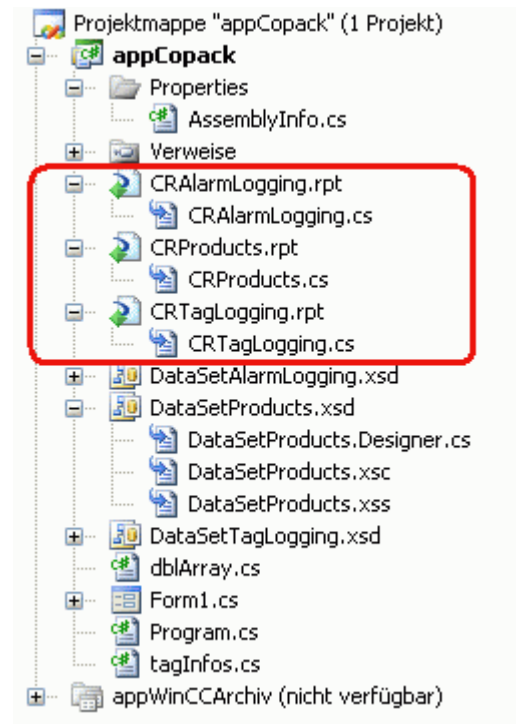 Projektmappe "appCopack" (1 Projekt)
appCopack
Properties
AssemblyInfo.cs
Verweise
CRAlarmLogging.rpt
CRAlarmLogging.cs
CRProducts.rpt
CRProducts.cs
CRTagLogging.rpt
CRTagLogging.cs
DataSetAlarmLogging.xsd
DataSetProducts.xsd
DataSetProducts.Designer.cs
DataSetProducts.xsc
DataSetProducts.xss
DataSetTagLogging.xsd
dblArray.cs
Form1.cs
Program.cs
tagInfos.cs
appWinCCArchiv (nicht verfügbar)